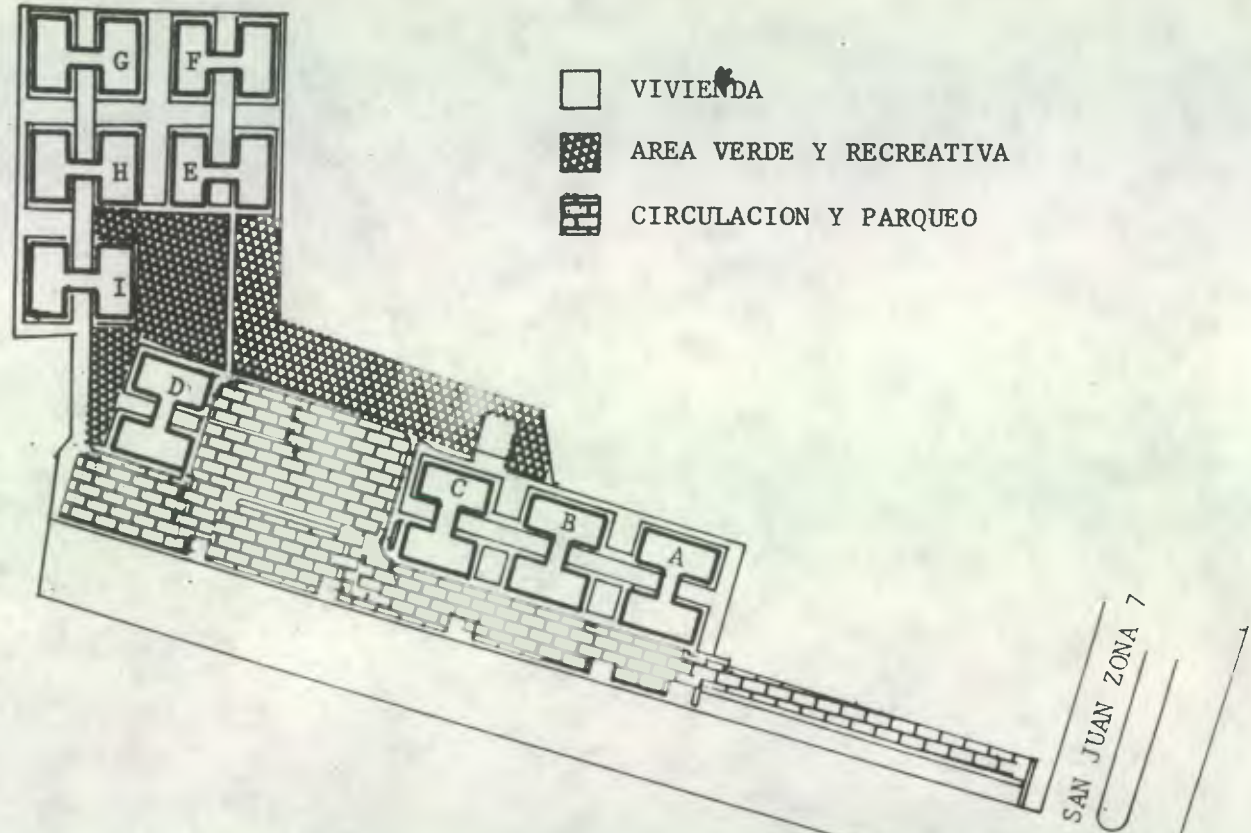 G
F
H
E
I
D
C
B
A
VIVIENDA
AREA VERDE Y RECREATIVA
CIRCULACION Y PARQUEO
SAN JUAN ZONA 7